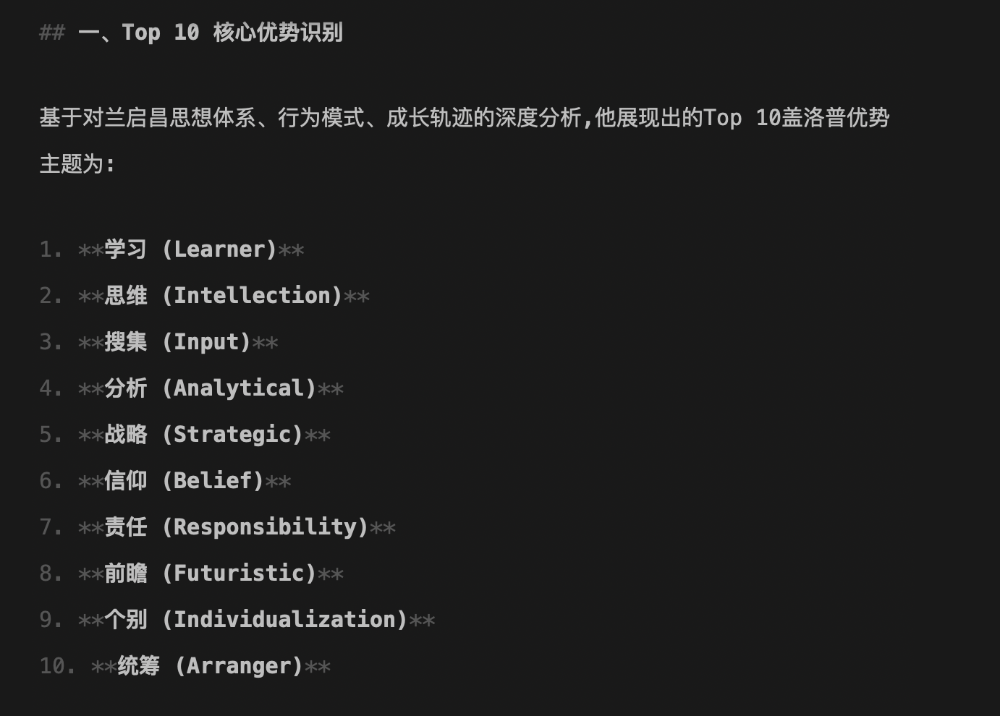 ## 一、Top 10 核心优势识别
基于对兰启昌思想体系、行为模式、成长轨迹的深度分析,他展现出的Top 10盖洛普优势
主题为:
1. **学习 (Learner)**
2. **思维 (Intellection)**
3. **搜集 (Input)**
4. **分析 (Analytical)**
5. **战略 (Strategic)**
6. **信仰 (Belief)**
7. **责任 (Responsibility)**
8. **前瞻 (Futuristic)**
9. **个别 (Individualization)**
10. **统筹 (Arranger)**